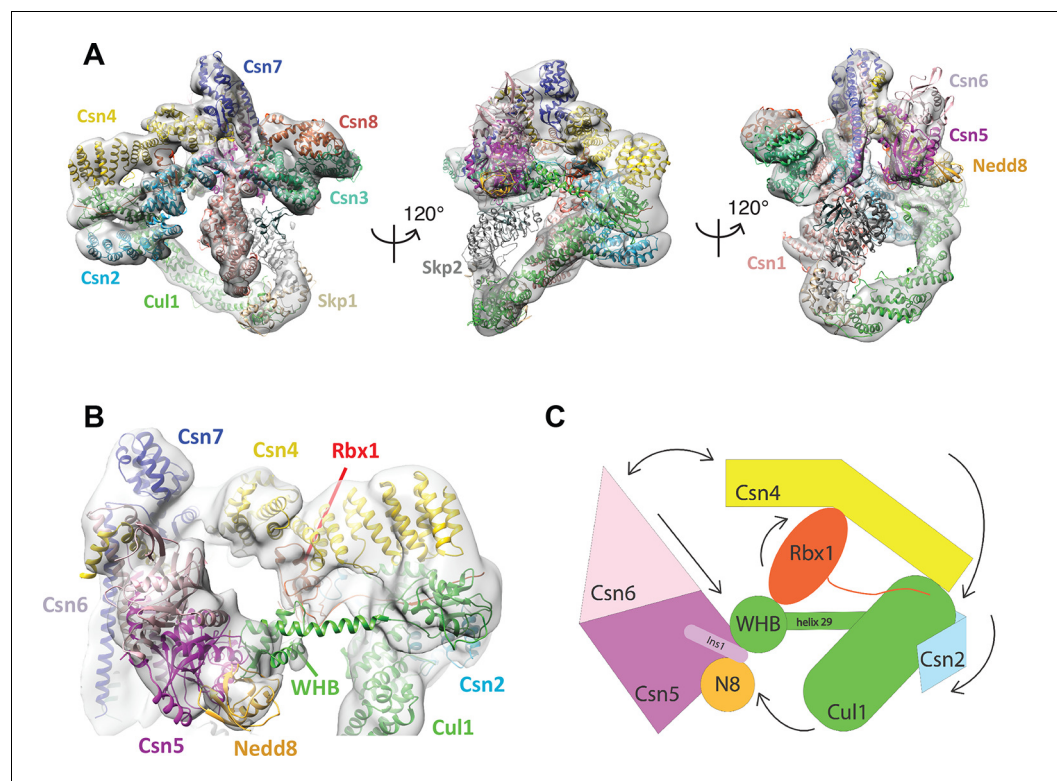 A
Csn7
Csn4
Csn8
Csn3
Csn2
Cul1
Skp1
120°
Skp2
120°
Csn6
Csn5
Nedd8
Csn1
B
Csn7
Csn4
Rbx1
Csn6
WHB
Csn2
Csn5
Nedd8
Cul1
C
Csn4
Rbx1
Csn6
WHB
helix 29
Ins1
Csn2
Csn5
N8
Cul1